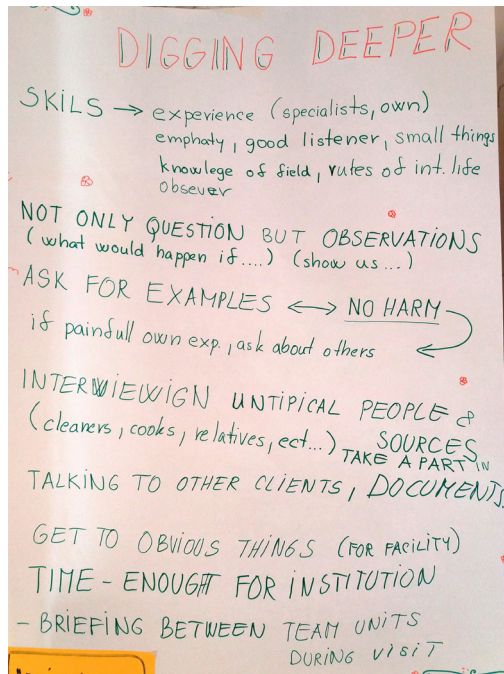 DIGGING DEEPER
SKILS → experience (specialists, own)
emphaty, good listener, small things
knowlege of field, rutes of int. life
obsever
NOT ONLY QUESTION BUT OBSERVATIONS
(what would happen if....) (show us...)
ASK FOR EXAMPLES ↔ NO HARM
if painfull own exp., ask about others
INTERWIEWIGN UNTIPICAL PEOPLE &
(cleaners, cooks, relatives, ect...) SOURCES
TAKE A PART IN
TALKING TO OTHER CLIENTS, DOCUMENTS.
GET TO OBVIOUS THINGS (FOR FACILITY)
TIME - ENOUGHT FOR INSTITUTION
- BRIEFING BETWEEN TEAM UNITS
DURING VISIT